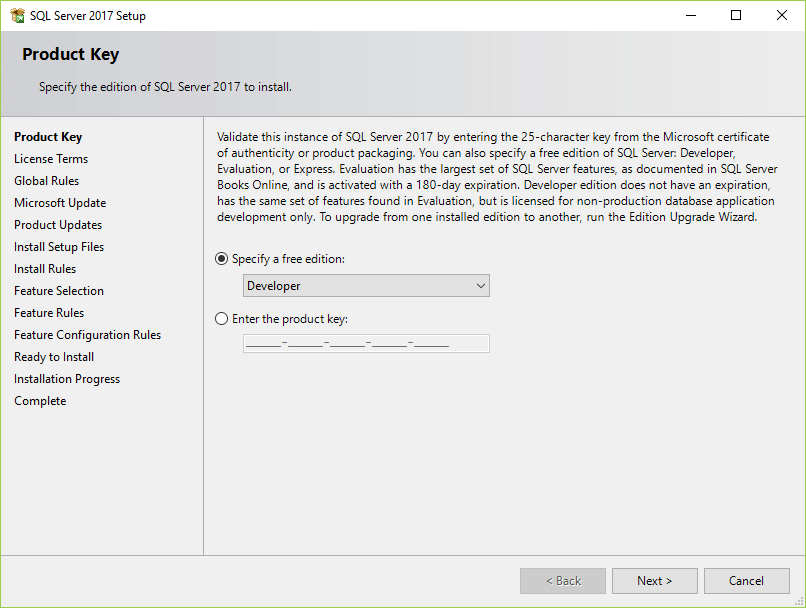 SQL Server 2017 Setup
Product Key
Specify the edition of SQL Server 2017 to install.
Product Key
License Terms
Global Rules
Microsoft Update
Product Updates
Install Setup Files
Install Rules
Feature Selection
Feature Rules
Feature Configuration Rules
Ready to Install
Installation Progress
Complete
Validate this instance of SQL Server 2017 by entering the 25-character key from the Microsoft certificate
of authenticity or product packaging. You can also specify a free edition of SQL Server: Developer,
Evaluation, or Express. Evaluation has the largest set of SQL Server features, as documented in SQL Server
Books Online, and is activated with a 180-day expiration. Developer edition does not have an expiration,
has the same set of features found in Evaluation, but is licensed for non-production database application
development only. To upgrade from one installed edition to another, run the Edition Upgrade Wizard.
Specify a free edition:
Developer
Enter the product key:
_____-_____-_____-_____-_____
< Back
Next >
Cancel